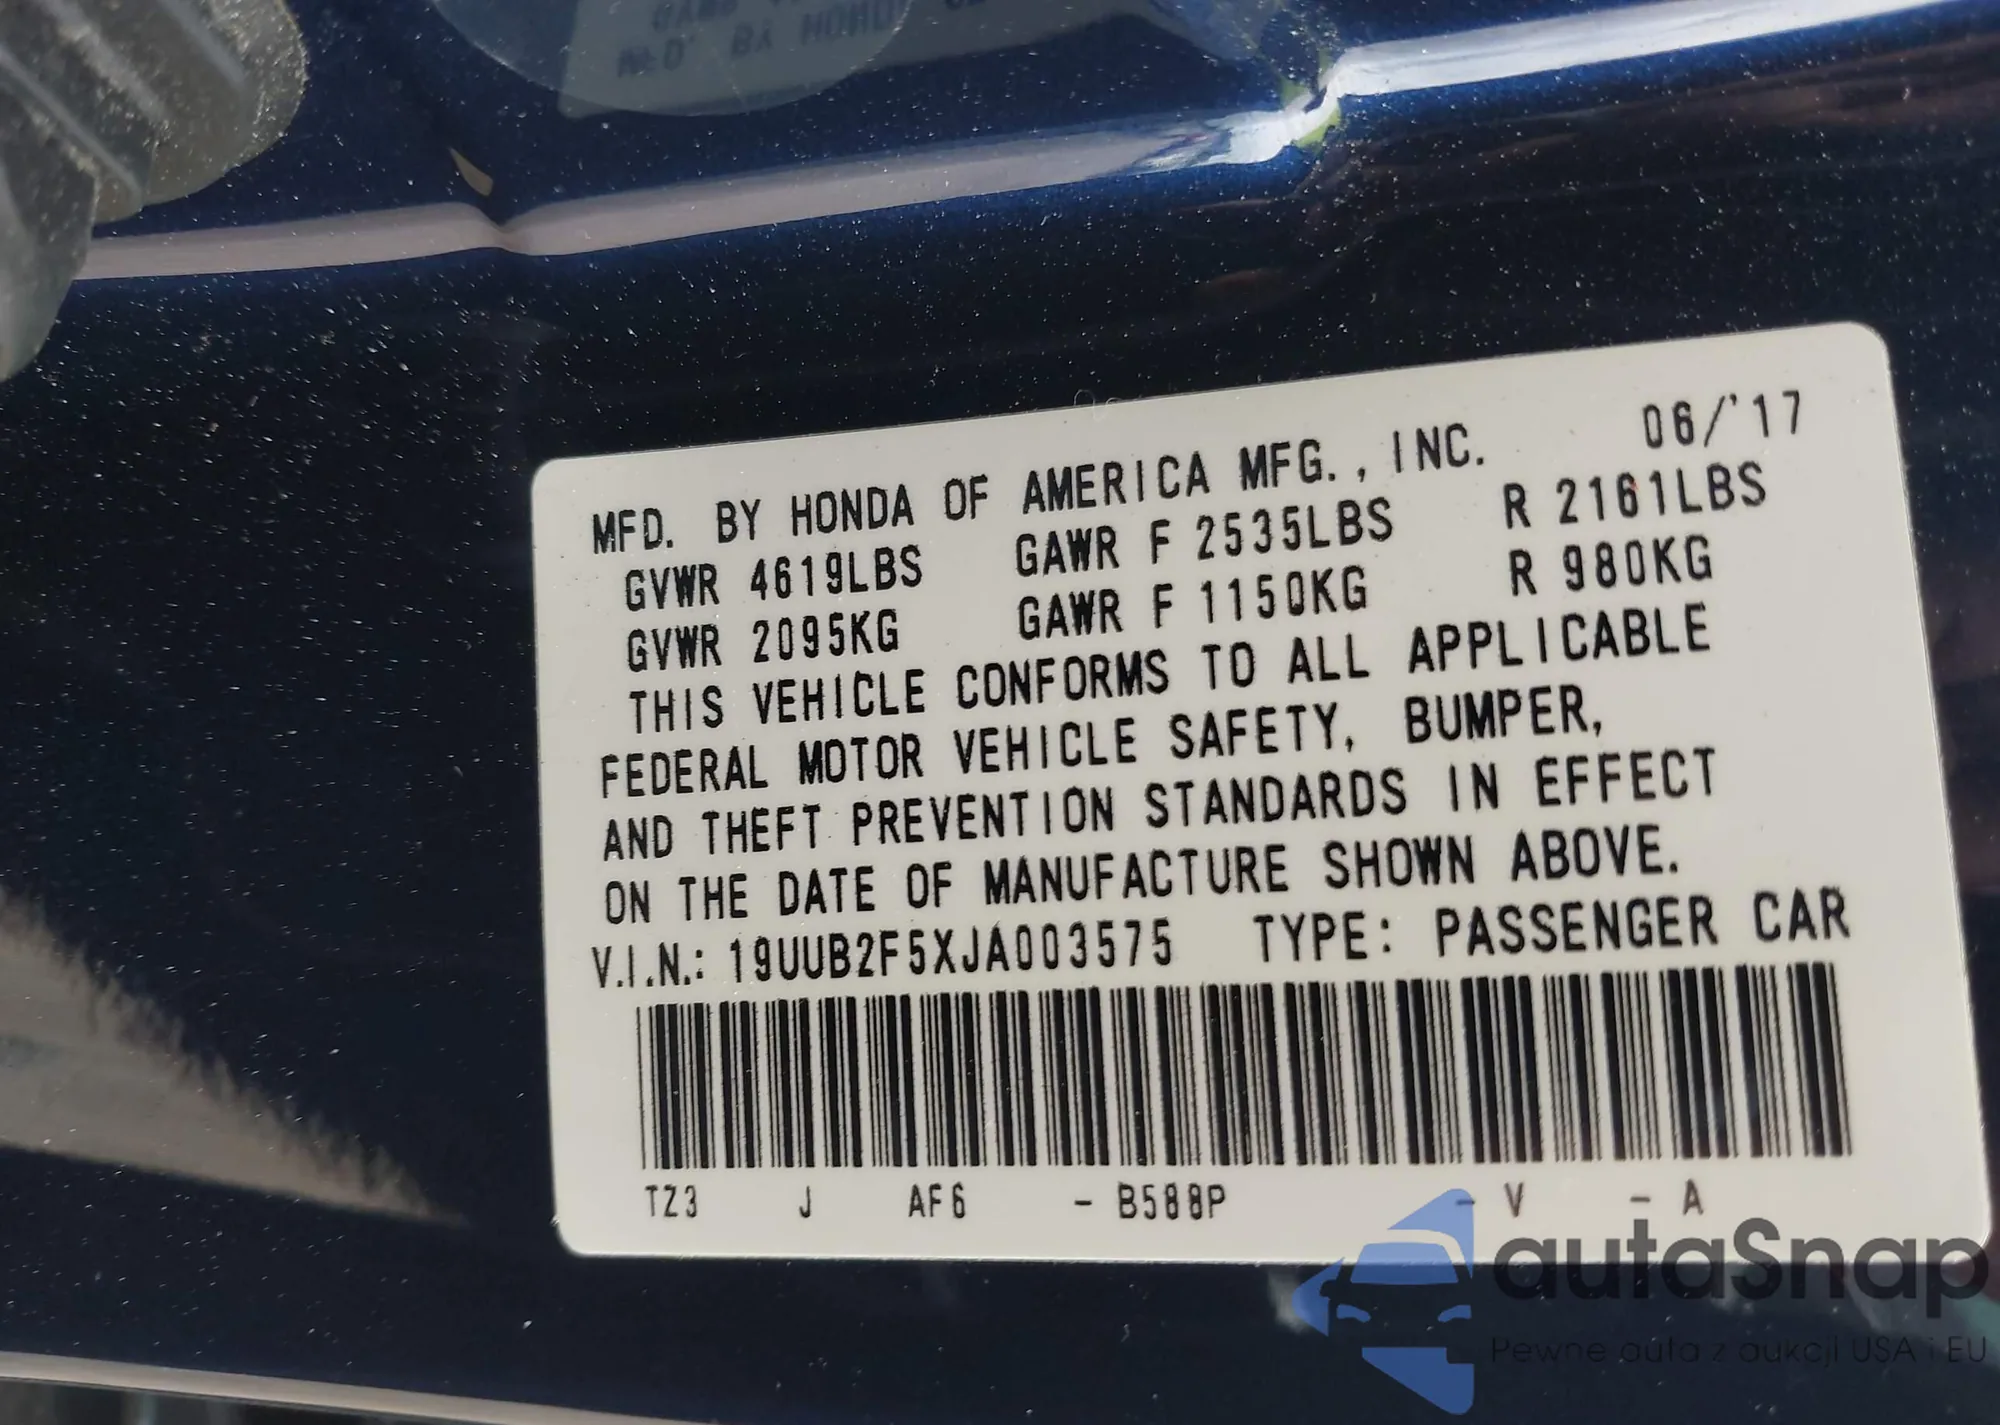 MFD. BY HONDA OF AMERICA MFG., INC. 06/'17
GVWR 4619LBS GAWR F 2535LBS R 2161LBS
GVWR 2095KG GAWR F 1150KG R 980KG
THIS VEHICLE CONFORMS TO ALL APPLICABLE
FEDERAL MOTOR VEHICLE SAFETY, BUMPER,
AND THEFT PREVENTION STANDARDS IN EFFECT
ON THE DATE OF MANUFACTURE SHOWN ABOVE.
V.I.N.: 19UUB2F5XJA003575 TYPE: PASSENGER CAR
TZ3 J AF6 - B588P - V - A
autaSnap
Pewne auta z aukcji USA i EU